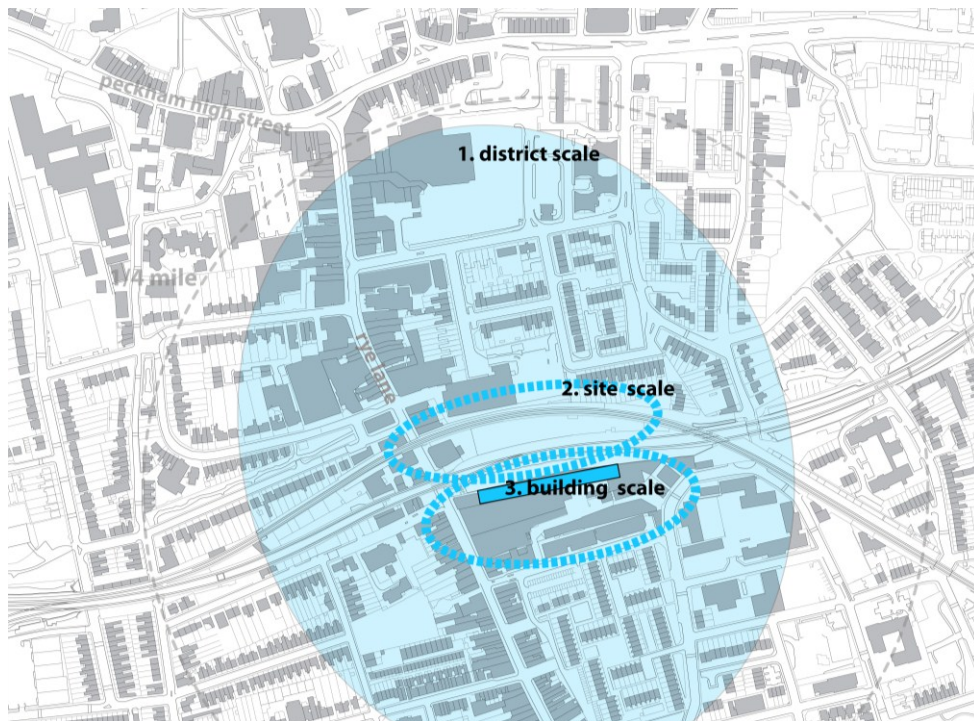 peckham high street
1. district scale
1/4 mile
rye lane
2. site scale
3. building scale